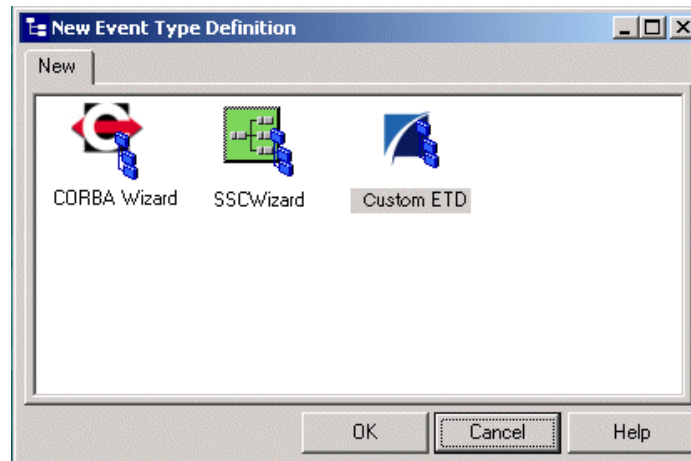 New Event Type Definition
New
CORBA Wizard SSCWizard Custom ETD
OK Cancel Help